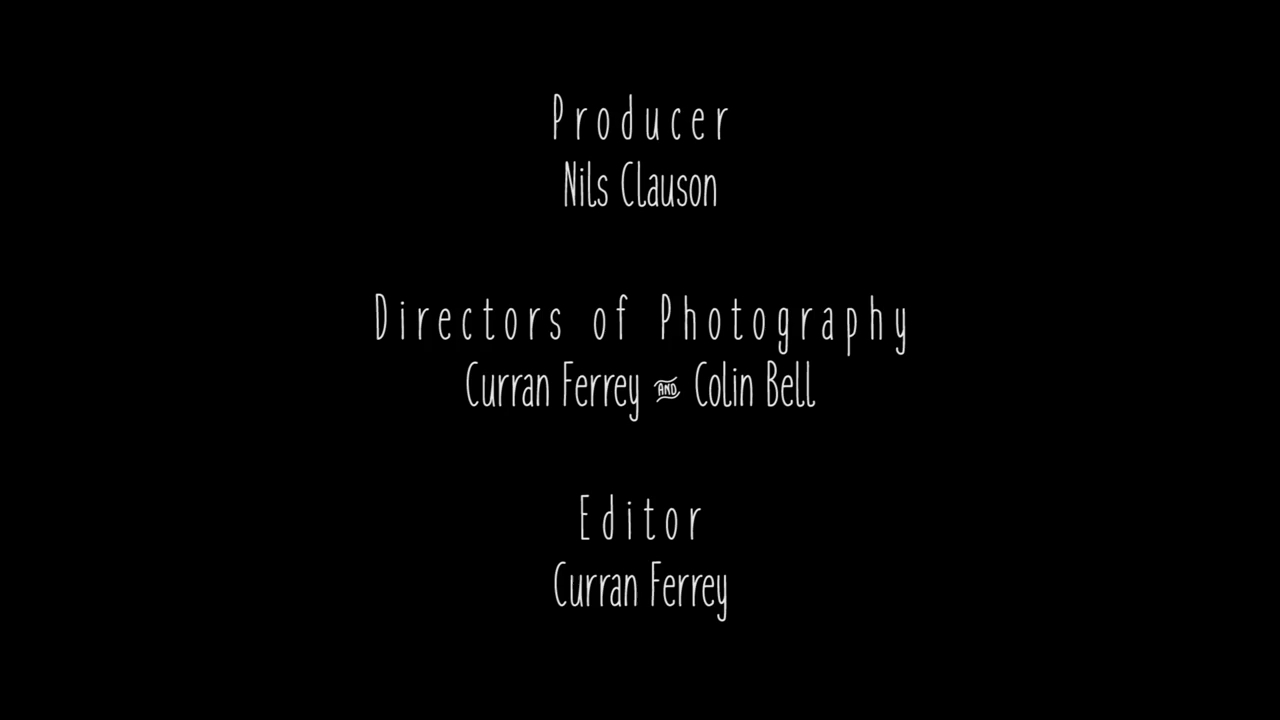 Producer
Nils Clauson
Directors of Photography
Curran Ferrey AND Colin Bell
Editor
Curran Ferrey